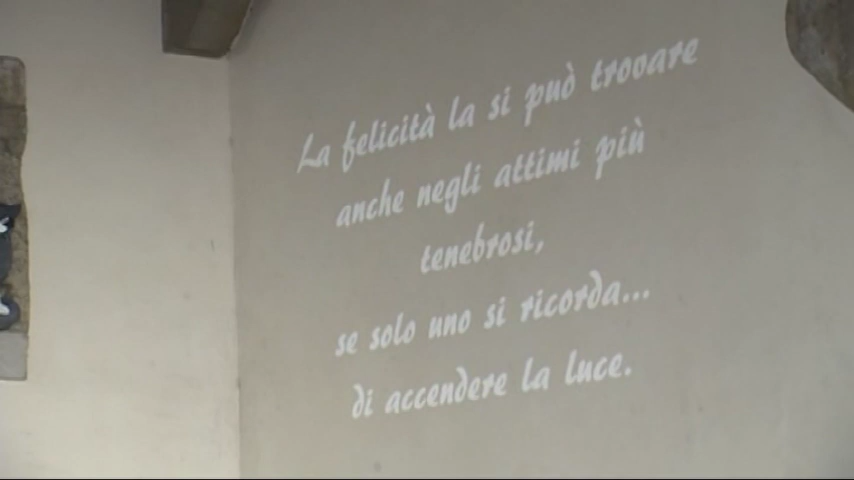 La felicità la si può trovare
anche negli attimi più
tenebrosi,
se solo uno si ricorda...
di accendere la luce.